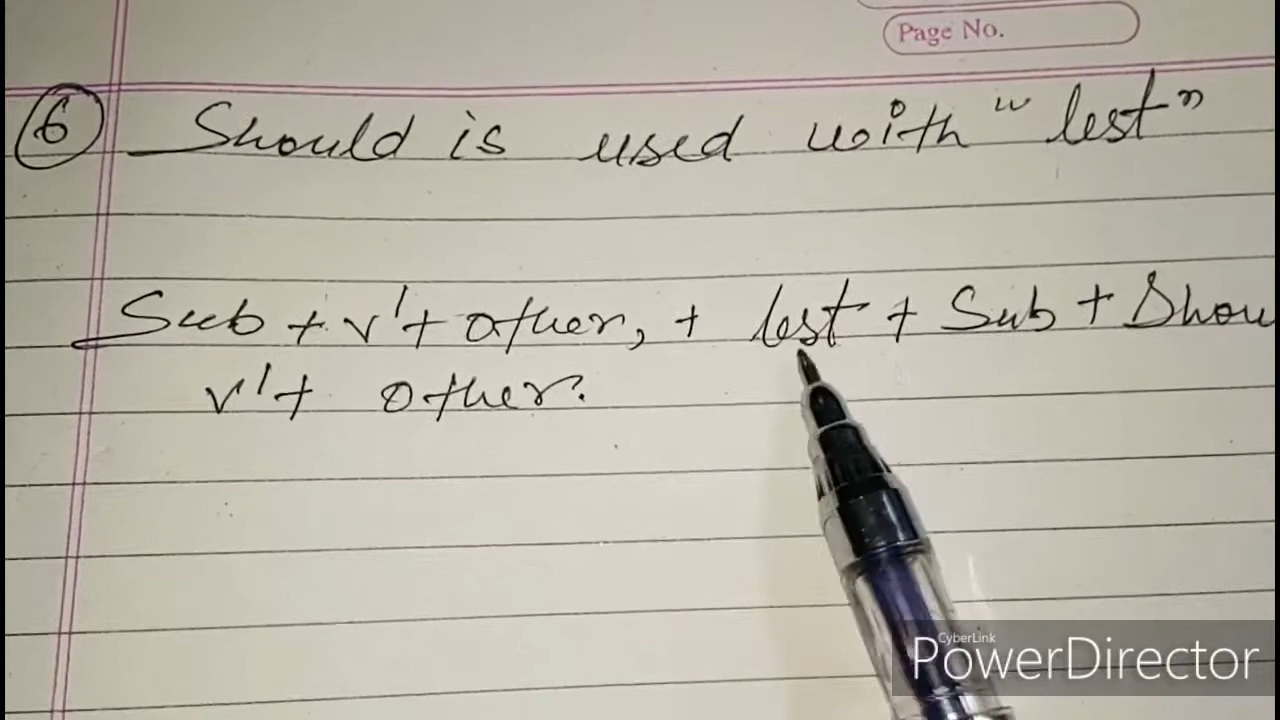 Page No.
6 Should is used with "lest"
Sub + v' + other, + lest + Sub + Shou
v' + other.
CyberLink
PowerDirector